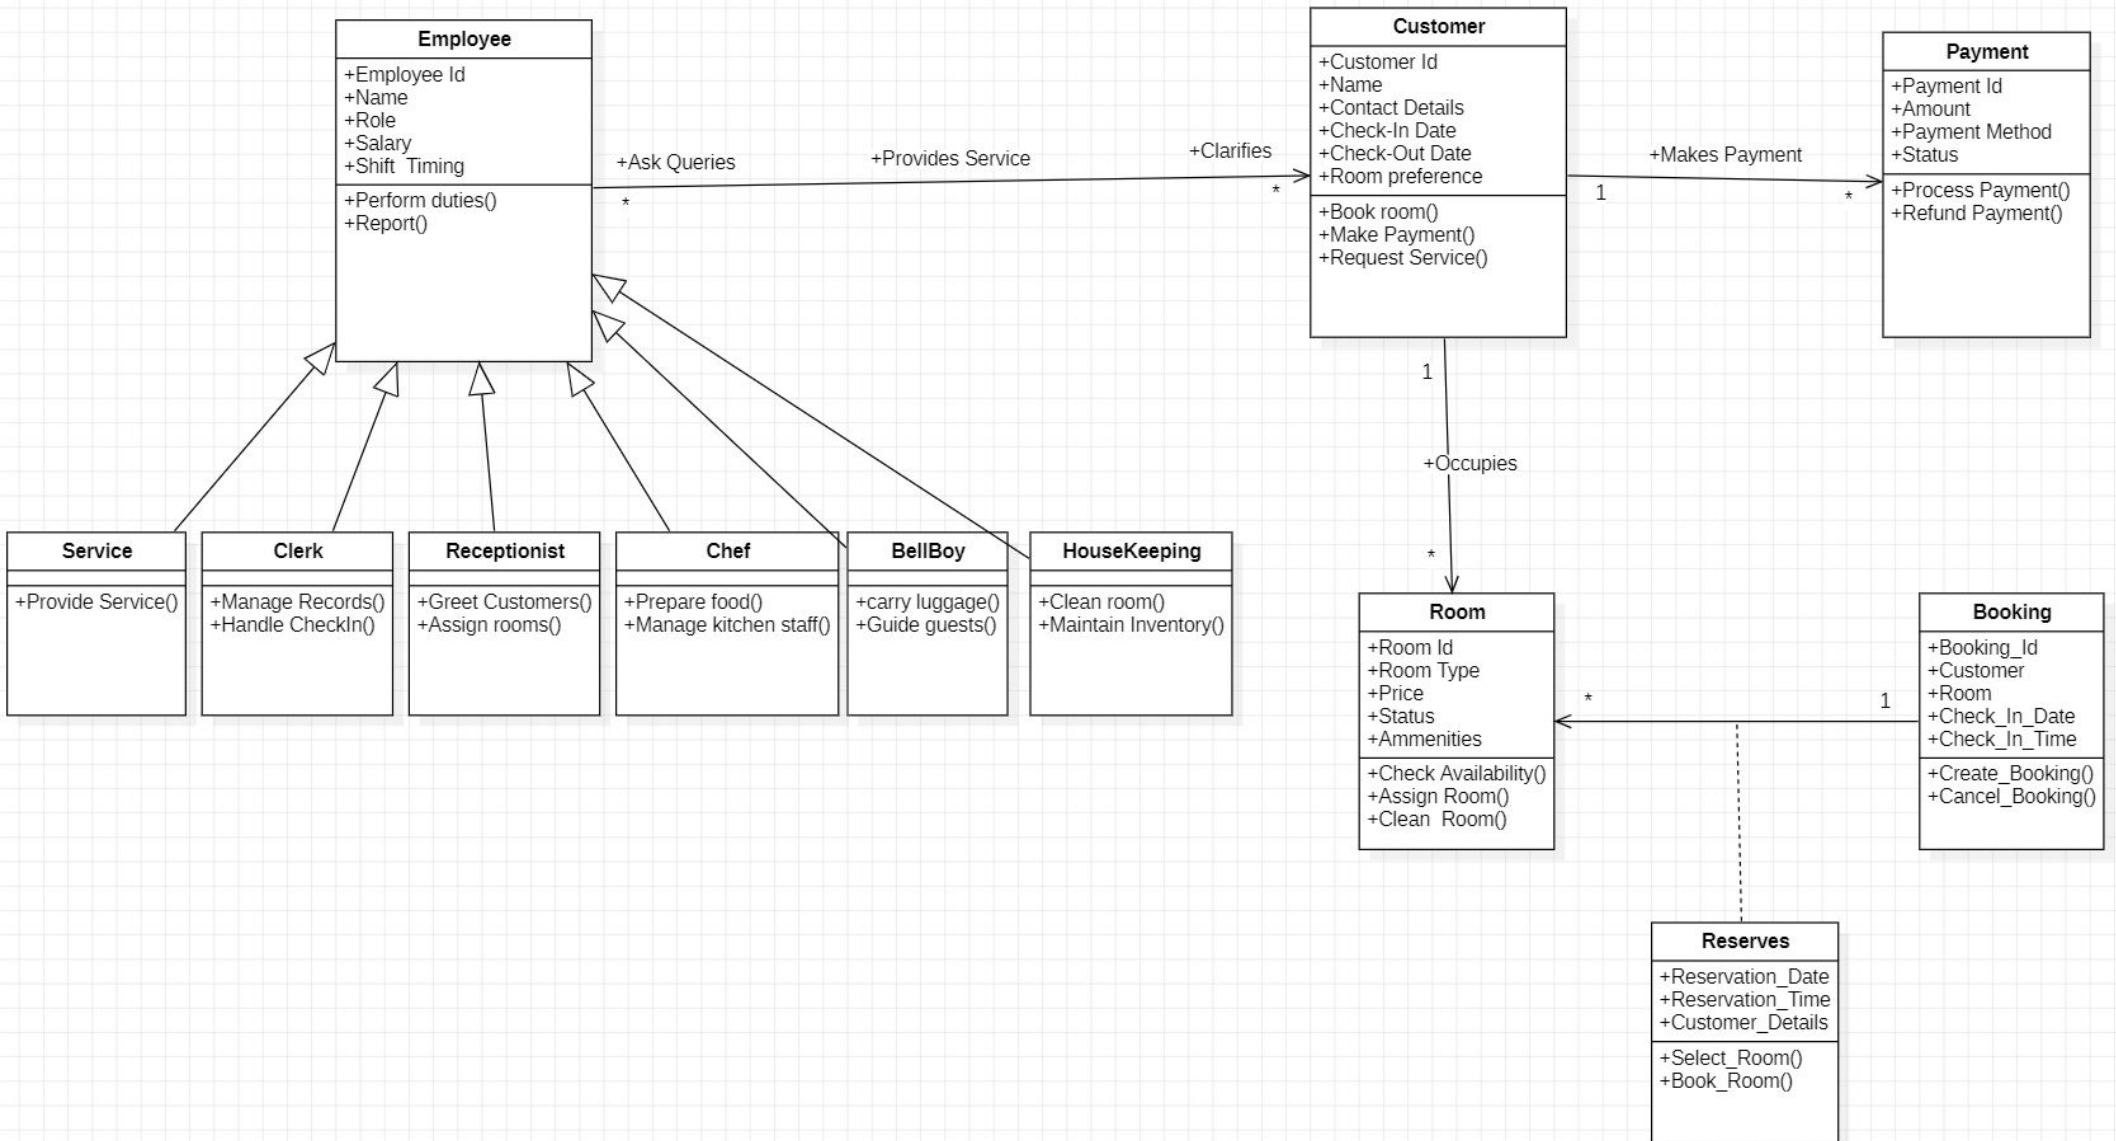 Employee
+Employee Id
+Name
+Role
+Salary
+Shift  Timing
+Perform duties()
+Report()
+Ask Queries
+Provides Service
+Clarifies
*
*
Customer
+Customer Id
+Name
+Contact Details
+Check-In Date
+Check-Out Date
+Room preference
+Book room()
+Make Payment()
+Request Service()
+Makes Payment
1
*
Payment
+Payment Id
+Amount
+Payment Method
+Status
+Process Payment()
+Refund Payment()
1
+Occupies
*
Service
+Provide Service()
Clerk
+Manage Records()
+Handle CheckIn()
Receptionist
+Greet Customers()
+Assign rooms()
Chef
+Prepare food()
+Manage kitchen staff()
BellBoy
+carry luggage()
+Guide guests()
HouseKeeping
+Clean room()
+Maintain Inventory()
Room
+Room Id
+Room Type
+Price
+Status
+Ammenities
+Check Availability()
+Assign Room()
+Clean  Room()
*
1
Booking
+Booking_Id
+Customer
+Room
+Check_In_Date
+Check_In_Time
+Create_Booking()
+Cancel_Booking()
Reserves
+Reservation_Date
+Reservation_Time
+Customer_Details
+Select_Room()
+Book_Room()